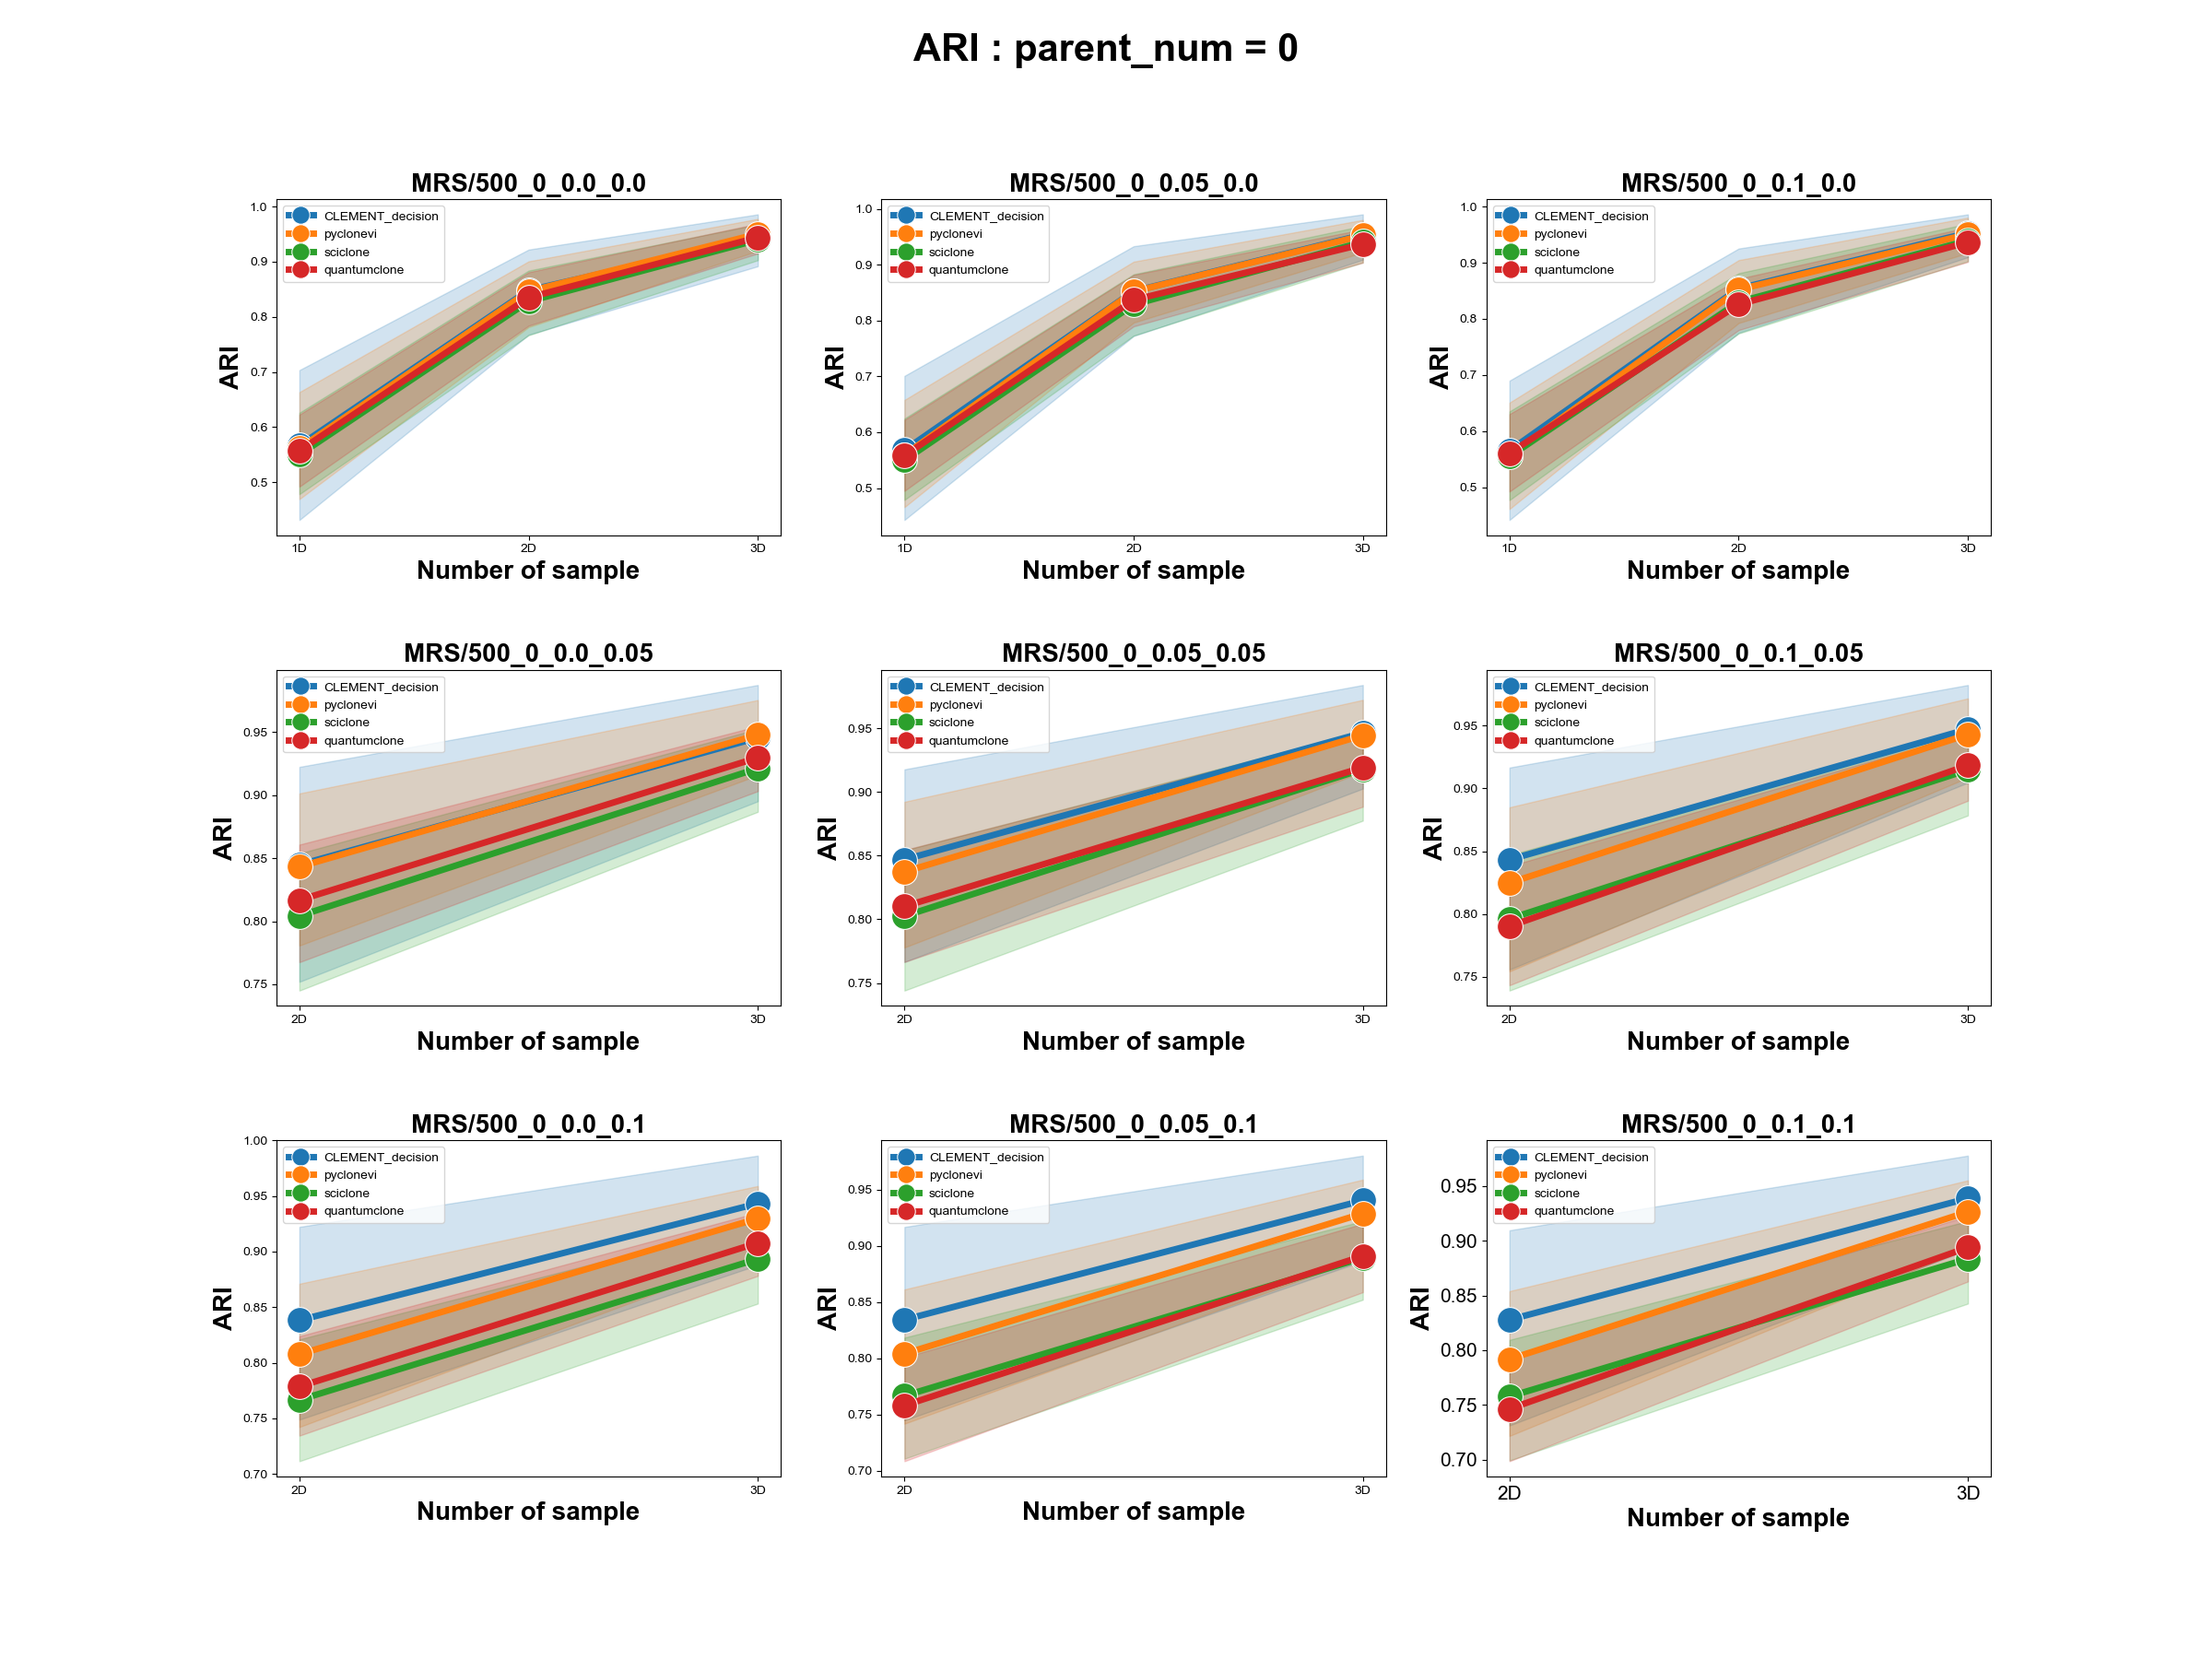 ARI : parent_num = 0
MRS/500_0_0.0_0.0
1.0
0.9
0.8
0.7
0.6
0.5
ARI
CLEMENT_decision
pyclonevi
sciclone
quantumclone
1D
2D
3D
Number of sample
MRS/500_0_0.05_0.0
1.0
0.9
0.8
0.7
0.6
0.5
ARI
CLEMENT_decision
pyclonevi
sciclone
quantumclone
1D
2D
3D
Number of sample
MRS/500_0_0.1_0.0
1.0
0.9
0.8
0.7
0.6
0.5
ARI
CLEMENT_decision
pyclonevi
sciclone
quantumclone
1D
2D
3D
Number of sample
MRS/500_0_0.0_0.05
0.95
0.90
0.85
0.80
0.75
ARI
CLEMENT_decision
pyclonevi
sciclone
quantumclone
2D
3D
Number of sample
MRS/500_0_0.05_0.05
0.95
0.90
0.85
0.80
0.75
ARI
CLEMENT_decision
pyclonevi
sciclone
quantumclone
2D
3D
Number of sample
MRS/500_0_0.1_0.05
0.95
0.90
0.85
0.80
0.75
ARI
CLEMENT_decision
pyclonevi
sciclone
quantumclone
2D
3D
Number of sample
MRS/500_0_0.0_0.1
1.00
0.95
0.90
0.85
0.80
0.75
0.70
ARI
CLEMENT_decision
pyclonevi
sciclone
quantumclone
2D
3D
Number of sample
MRS/500_0_0.05_0.1
0.95
0.90
0.85
0.80
0.75
0.70
ARI
CLEMENT_decision
pyclonevi
sciclone
quantumclone
2D
3D
Number of sample
MRS/500_0_0.1_0.1
0.95
0.90
0.85
0.80
0.75
0.70
ARI
CLEMENT_decision
pyclonevi
sciclone
quantumclone
2D
3D
Number of sample